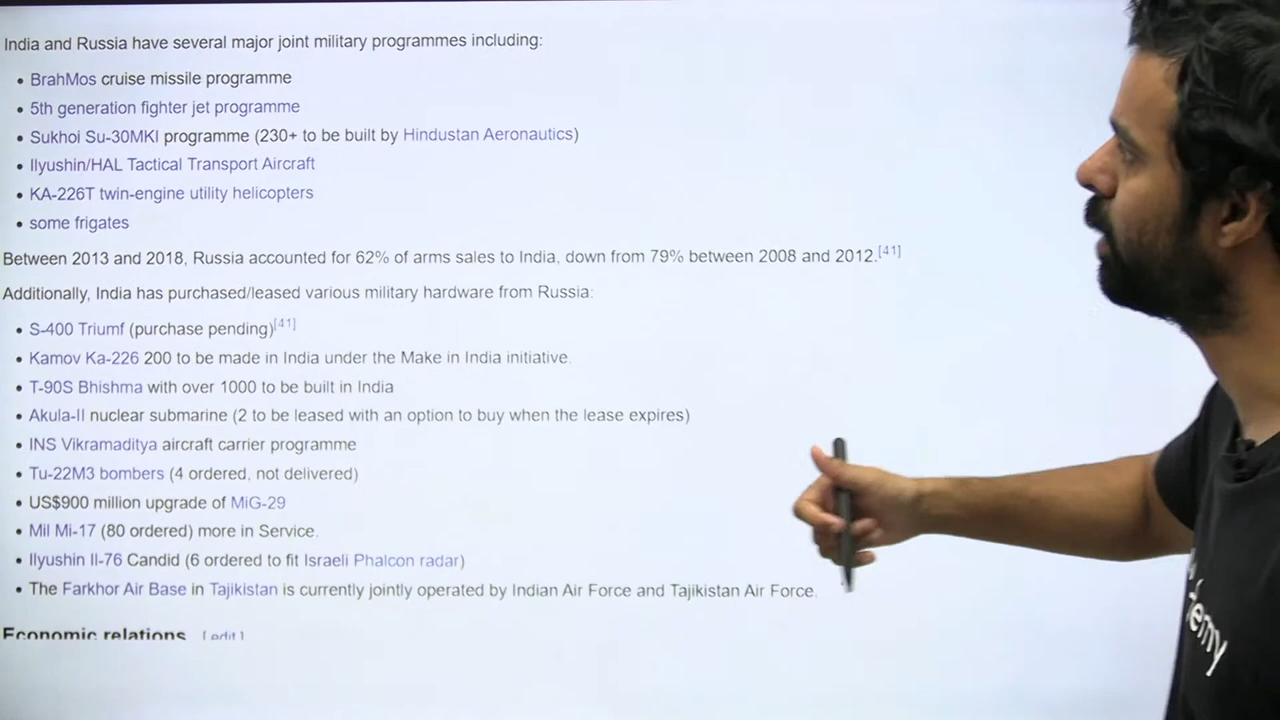 India and Russia have several major joint military programmes including:
• BrahMos cruise missile programme
• 5th generation fighter jet programme
• Sukhoi Su-30MKI programme (230+ to be built by Hindustan Aeronautics)
• Ilyushin/HAL Tactical Transport Aircraft
• KA-226T twin-engine utility helicopters
• some frigates
Between 2013 and 2018, Russia accounted for 62% of arms sales to India, down from 79% between 2008 and 2012.[41]
Additionally, India has purchased/leased various military hardware from Russia:
• S-400 Triumf (purchase pending)[41]
• Kamov Ka-226 200 to be made in India under the Make in India initiative.
• T-90S Bhishma with over 1000 to be built in India
• Akula-II nuclear submarine (2 to be leased with an option to buy when the lease expires)
• INS Vikramaditya aircraft carrier programme
• Tu-22M3 bombers (4 ordered, not delivered)
• US$900 million upgrade of MiG-29
• Mil Mi-17 (80 ordered) more in Service.
• Ilyushin Il-76 Candid (6 ordered to fit Israeli Phalcon radar)
• The Farkhor Air Base in Tajikistan is currently jointly operated by Indian Air Force and Tajikistan Air Force.
Economic relations [edit]